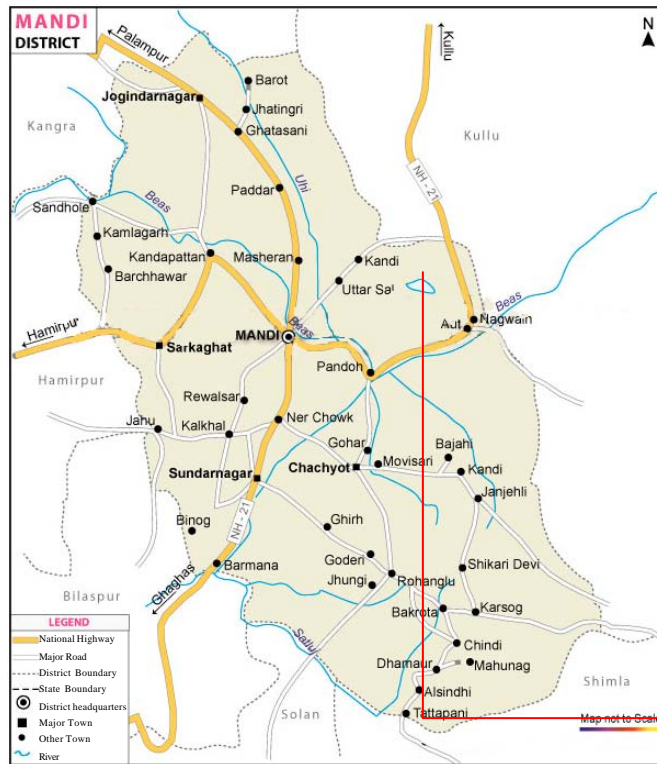 MANDI
DISTRICT
N
Palampur
Kullu
Barot
Jogindarnagar
Jhatingri
Ghatasani
Kangra
Kullu
NH - 21
Uhl
Paddar
Beas
Sandhole
Kamlagarh
Kandapattan
Masheran
Kandi
Barchhawar
Uttar Sal
Beas
Nagwain
Aut
Hamirpur
MANDI
Beas
Sarkaghat
Pandoh
Hamirpur
Rewalsar
Jahu
Kalkhal
Ner Chowk
Gohar
Bajahi
Chachyot
Movisari
Kandi
Sundarnagar
Janjehli
NH - 21
Binog
Ghirh
Goderi
Shikari Devi
Barmana
Jhungi
Rohanglu
Ghaghas
Bilaspur
Bakrota
Karsog
Satluj
Chindi
Dhamaur
Mahunag
Shimla
Alsindhi
Solan
Tattapani
Map not to Scale
LEGEND
National Highway
Major Road
District Boundary
State Boundary
District headquarters
Major Town
Other Town
River